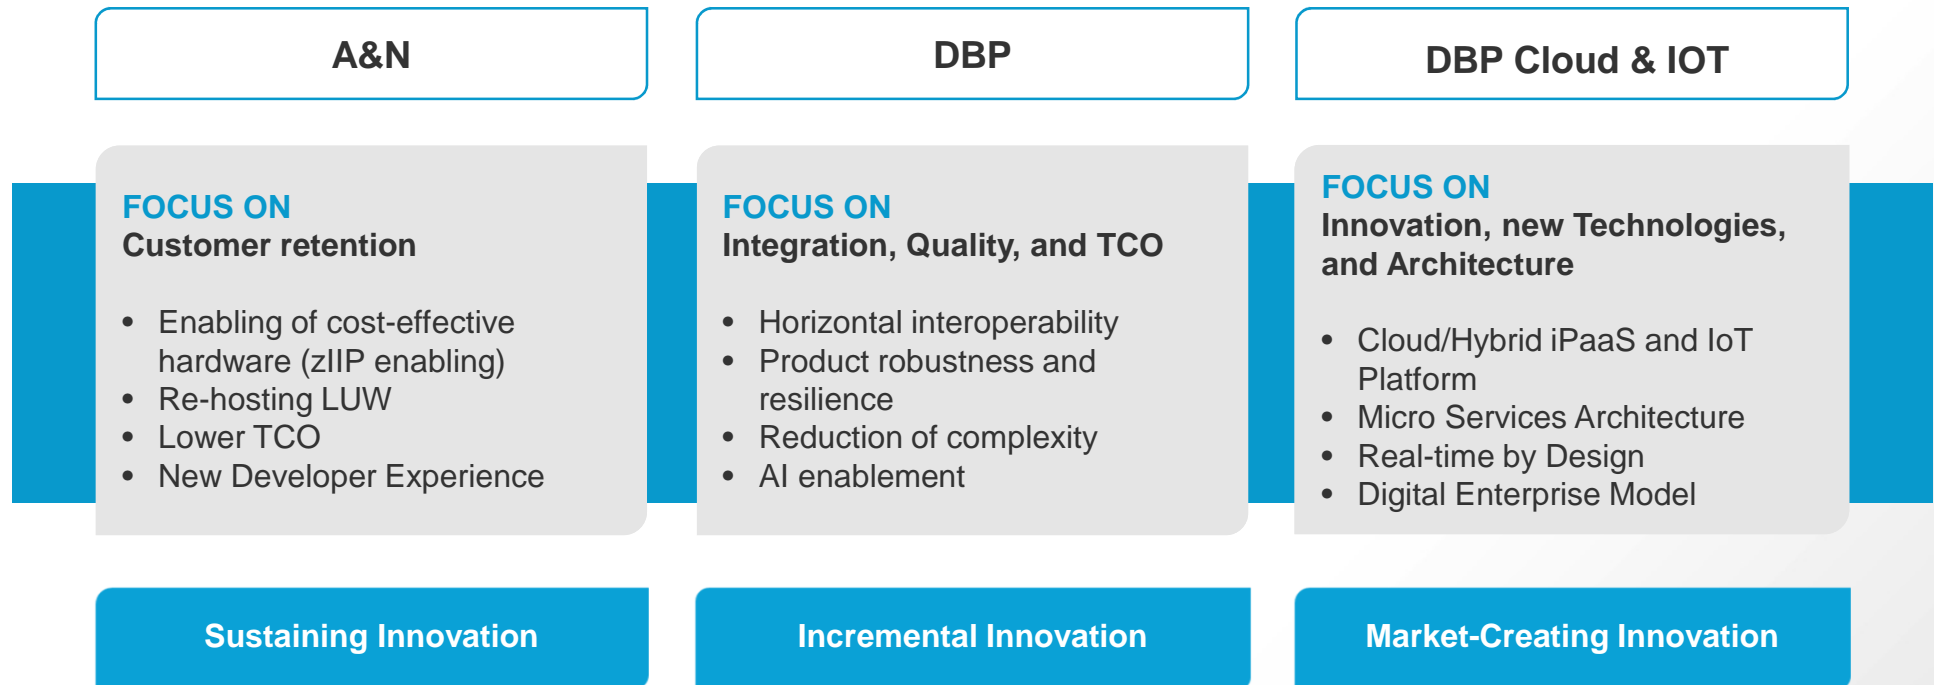 A&N
FOCUS ON
Customer retention
• Enabling of cost-effective
hardware (zIIP enabling)
• Re-hosting LUW
• Lower TCO
• New Developer Experience
Sustaining Innovation
DBP
FOCUS ON
Integration, Quality, and TCO
• Horizontal interoperability
• Product robustness and
resilience
• Reduction of complexity
• AI enablement
Incremental Innovation
DBP Cloud & IOT
FOCUS ON
Innovation, new Technologies,
and Architecture
• Cloud/Hybrid iPaaS and IoT
Platform
• Micro Services Architecture
• Real-time by Design
• Digital Enterprise Model
Market-Creating Innovation